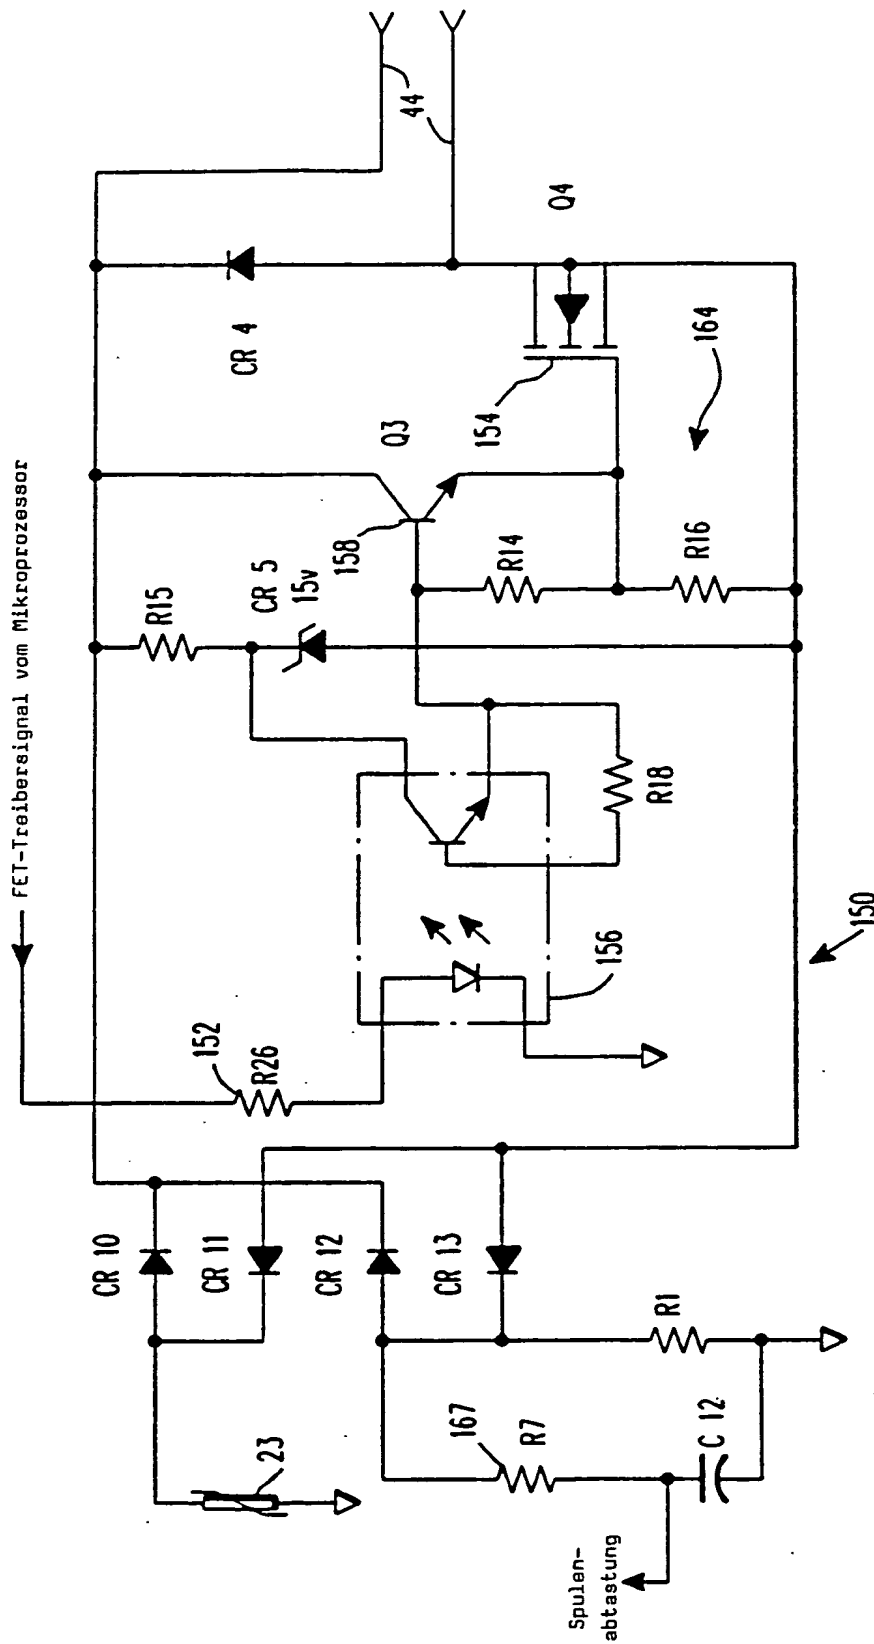 FET-Treibersignal vom Mikroprozessor
44
Q4
CR 4
154
164
Q3
158
R14
R16
R15
CR 5
15v
R18
156
150
152
R26
CR 10
CR 11
CR 12
CR 13
R1
167
R7
C 12
23
Spulen-
abtastung